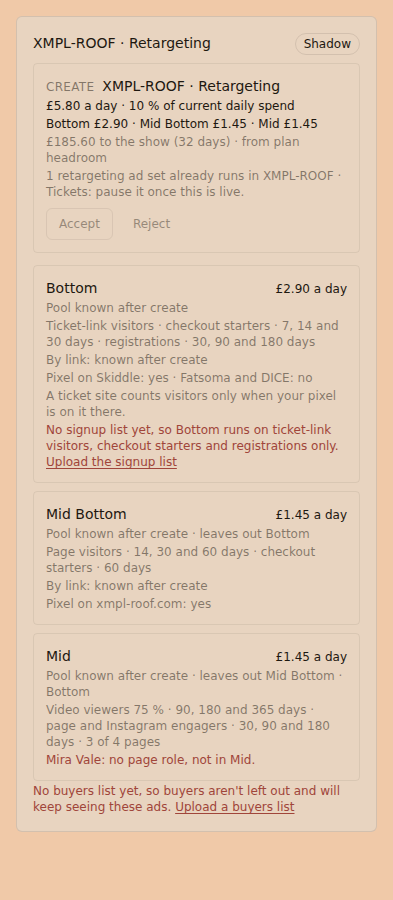 XMPL-ROOF · Retargeting
Shadow
CREATE XMPL-ROOF · Retargeting
£5.80 a day · 10 % of current daily spend
Bottom £2.90 · Mid Bottom £1.45 · Mid £1.45
£185.60 to the show (32 days) · from plan
headroom
1 retargeting ad set already runs in XMPL-ROOF ·
Tickets: pause it once this is live.
Accept
Reject
Bottom
£2.90 a day
Pool known after create
Ticket-link visitors · checkout starters · 7, 14 and
30 days · registrations · 30, 90 and 180 days
By link: known after create
Pixel on Skiddle: yes · Fatsoma and DICE: no
A ticket site counts visitors only when your pixel
is on it there.
No signup list yet, so Bottom runs on ticket-link
visitors, checkout starters and registrations only.
Upload the signup list
Mid Bottom
£1.45 a day
Pool known after create · leaves out Bottom
Page visitors · 14, 30 and 60 days · checkout
starters · 60 days
By link: known after create
Pixel on xmpl-roof.com: yes
Mid
£1.45 a day
Pool known after create · leaves out Mid Bottom ·
Bottom
Video viewers 75 % · 90, 180 and 365 days ·
page and Instagram engagers · 30, 90 and 180
days · 3 of 4 pages
Mira Vale: no page role, not in Mid.
No buyers list yet, so buyers aren't left out and will
keep seeing these ads. Upload a buyers list